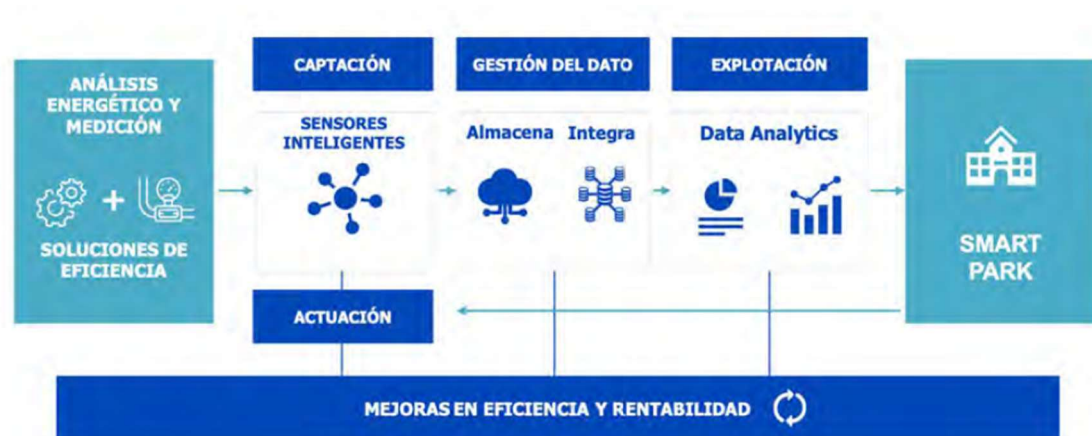 ANÁLISIS
ENERGÉTICO Y
MEDICIÓN
+
SOLUCIONES DE
EFICIENCIA
CAPTACIÓN
SENSORES
INTELIGENTES
ACTUACIÓN
GESTIÓN DEL DATO
Almacena Integra
EXPLOTACIÓN
Data Analytics
SMART
PARK
MEJORAS EN EFICIENCIA Y RENTABILIDAD